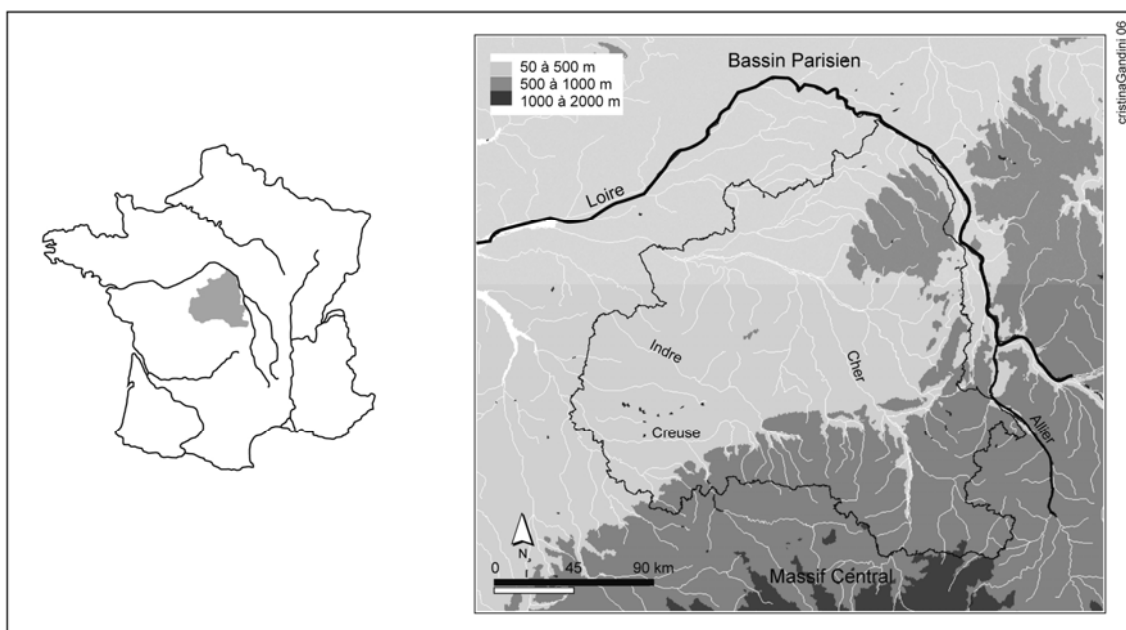 cristinaGandini 06
50 à 500 m
500 à 1000 m
1000 à 2000 m
Bassin Parisien
Loire
Indre
Cher
Creuse
Allier
N
0 45 90 km
Massif Central